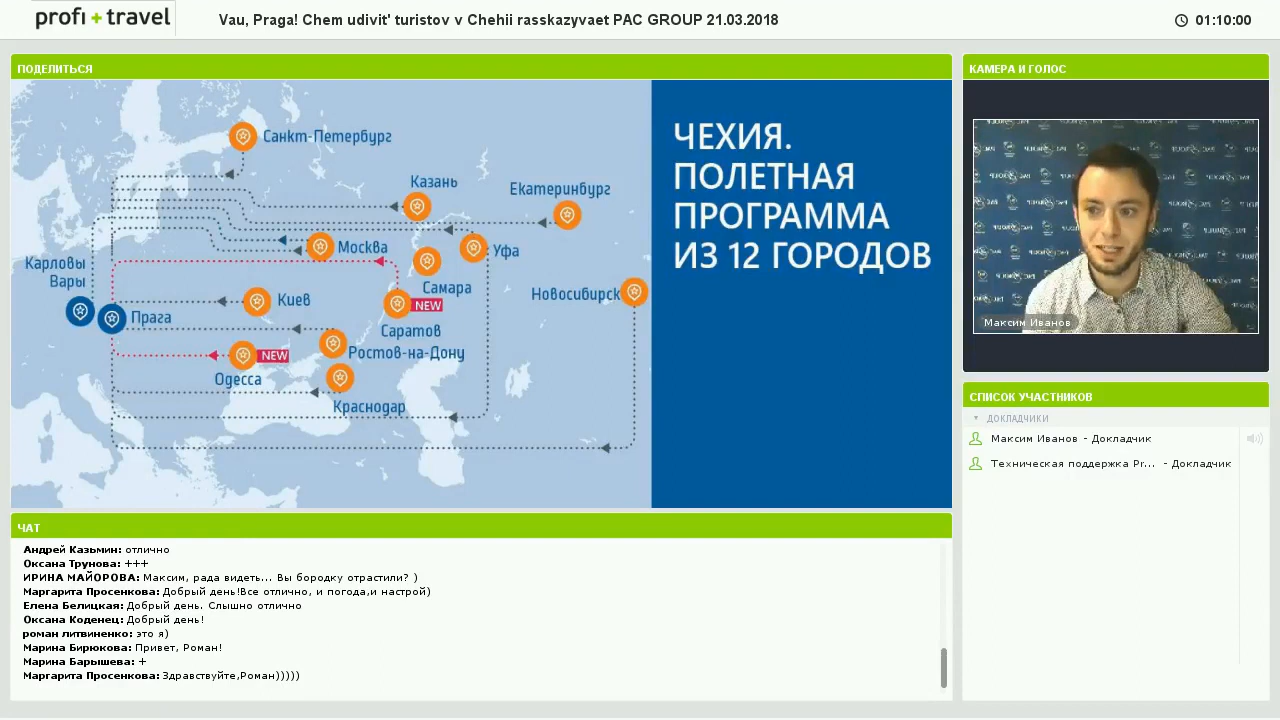 profi + travel
Vau, Praga! Chem udivit' turistov v Chehii rasskazyvaet PAC GROUP 21.03.2018
01:10:00
ПОДЕЛИТЬСЯ
Санкт-Петербург
Казань
Екатеринбург
Москва
Уфа
Карловы
Вары
Самара
Новосибирск
Киев
NEW
Прага
Саратов
Ростов-на-Дону
NEW
Одесса
Краснодар
ЧЕХИЯ.
ПОЛЕТНАЯ
ПРОГРАММА
ИЗ 12 ГОРОДОВ
КАМЕРА И ГОЛОС
Максим Иванов
СПИСОК УЧАСТНИКОВ
ДОКЛАДЧИКИ
Максим Иванов - Докладчик
Техническая поддержка Pr... - Докладчик
ЧАТ
Андрей Казьмин: отлично
Оксана Трунова: +++
ИРИНА МАЙОРОВА: Максим, рада видеть... Вы бородку отрастили? )
Маргарита Просенкова: Добрый день!Все отлично, и погода,и настрой)
Елена Белицкая: Добрый день. Слышно отлично
Оксана Коденец: Добрый день!
роман литвиненко: это я)
Марина Бирюкова: Привет, Роман!
Марина Барышева: +
Маргарита Просенкова: Здравствуйте,Роман)))))